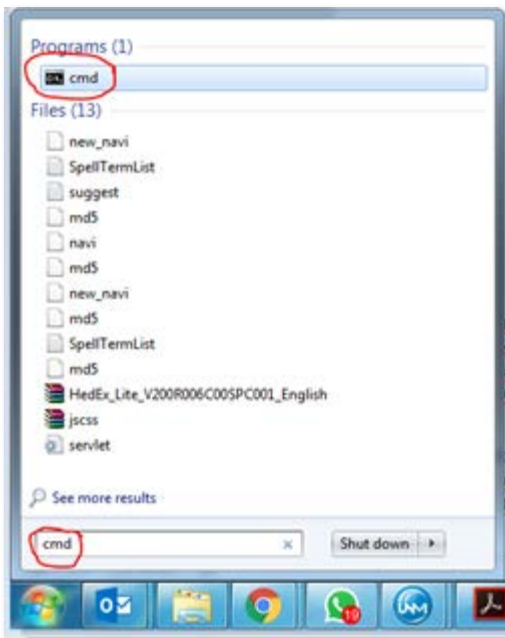 Programs (1)
cmd
Files (13)
new_navi
SpellTermList
suggest
md5
navi
md5
new_navi
md5
SpellTermList
md5
HedEx_Lite_V200R006C00SPC001_English
jscss
servlet
See more results
cmd
Shut down
19